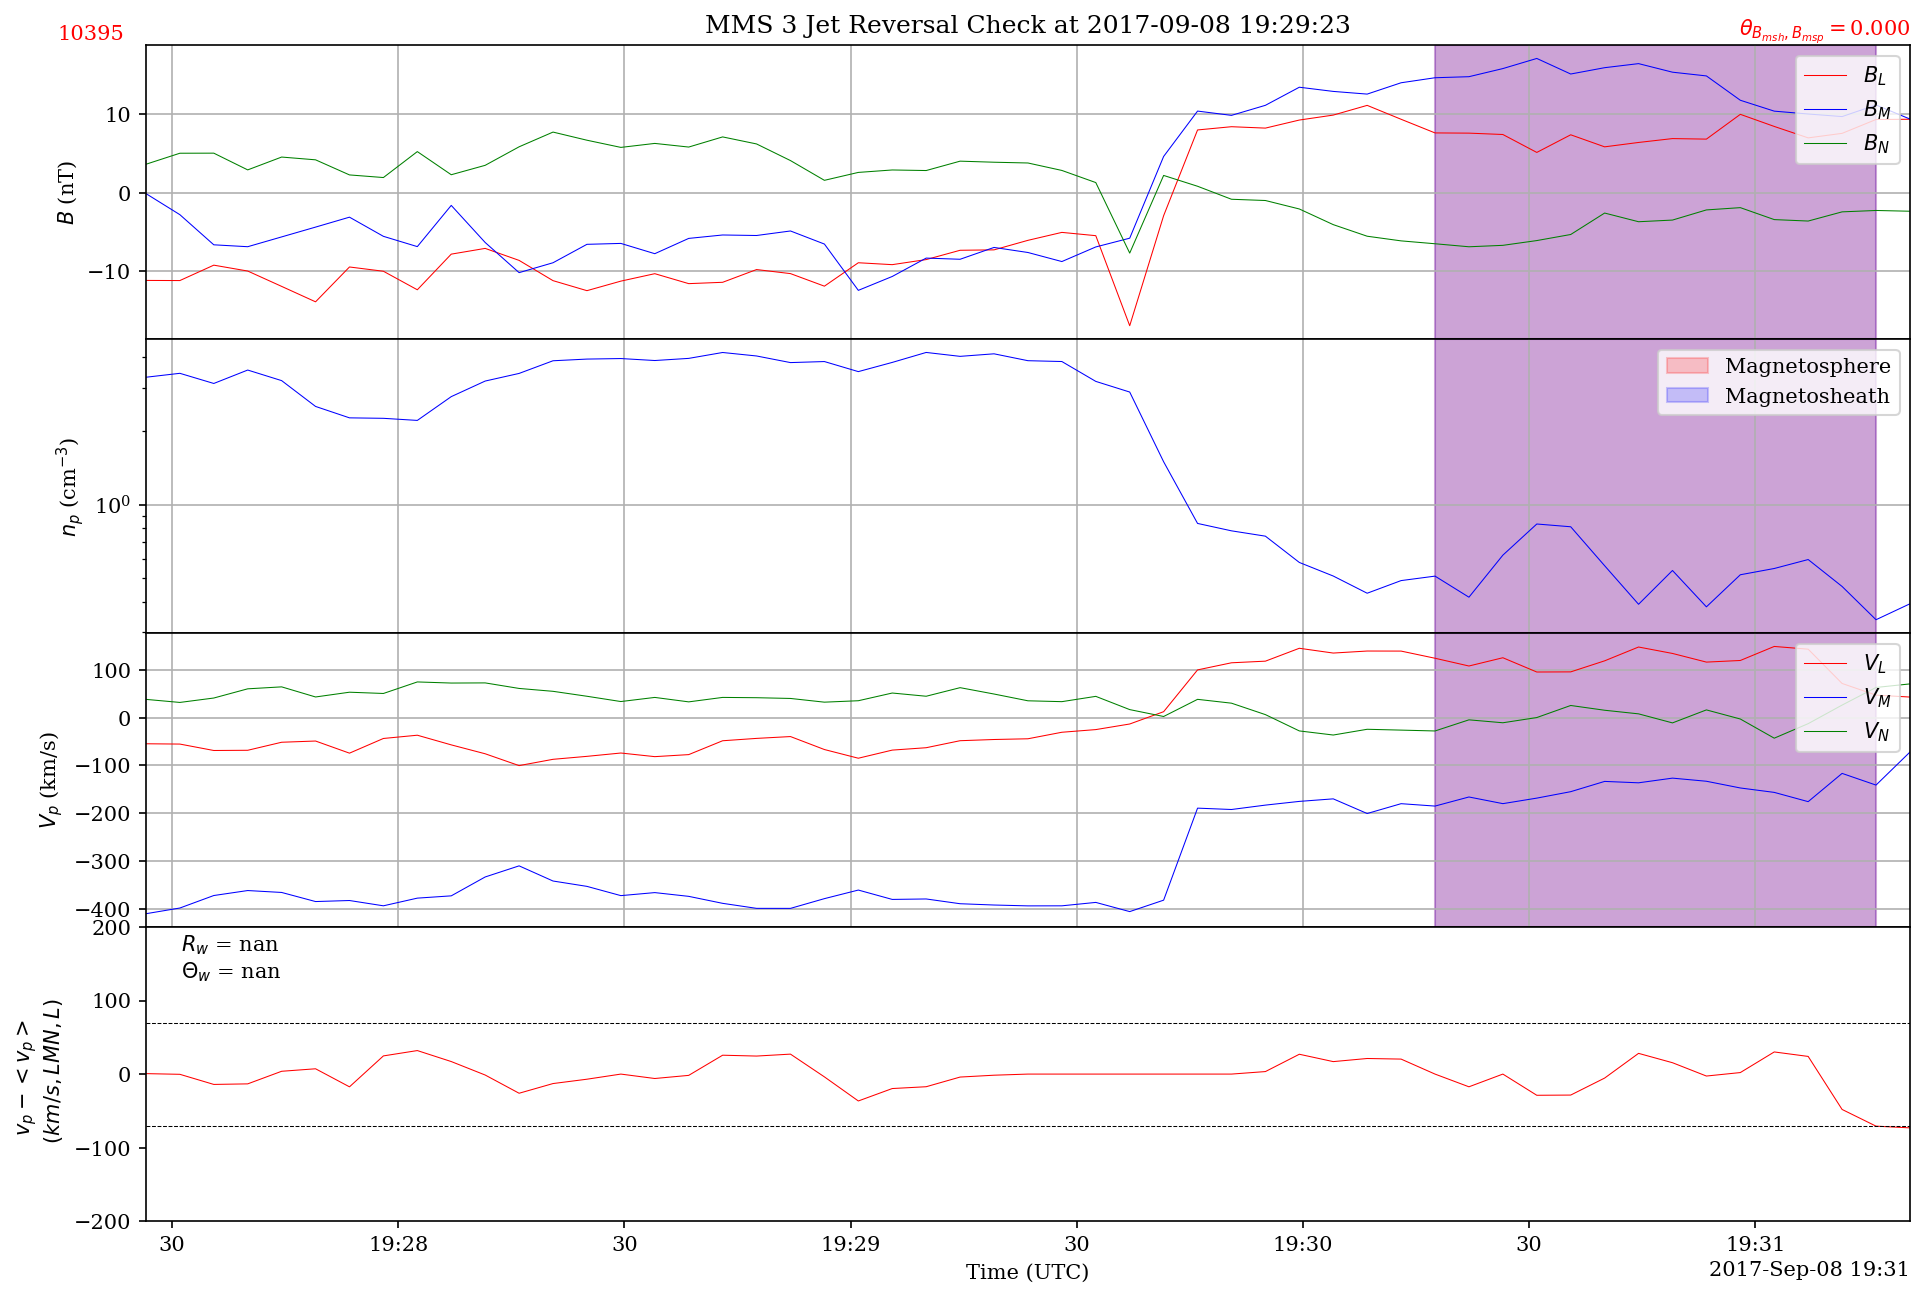 MMS 3 Jet Reversal Check at 2017-09-08 19:29:23
10395
θ_{B_{msh}, B_{msp}} = 0.000
B (nT)
10
0
−10
B_L
B_M
B_N
n_p (cm^{−3})
10^0
Magnetosphere
Magnetosheath
V_p (km/s)
100
0
−100
−200
−300
−400
V_L
V_M
V_N
v_p − <v_p>
(km/s, LMN, L)
200
100
0
−100
−200
R_w = nan
Θ_w = nan
30 19:28 30 19:29 30 19:30 30 19:31
Time (UTC)
2017-Sep-08 19:31